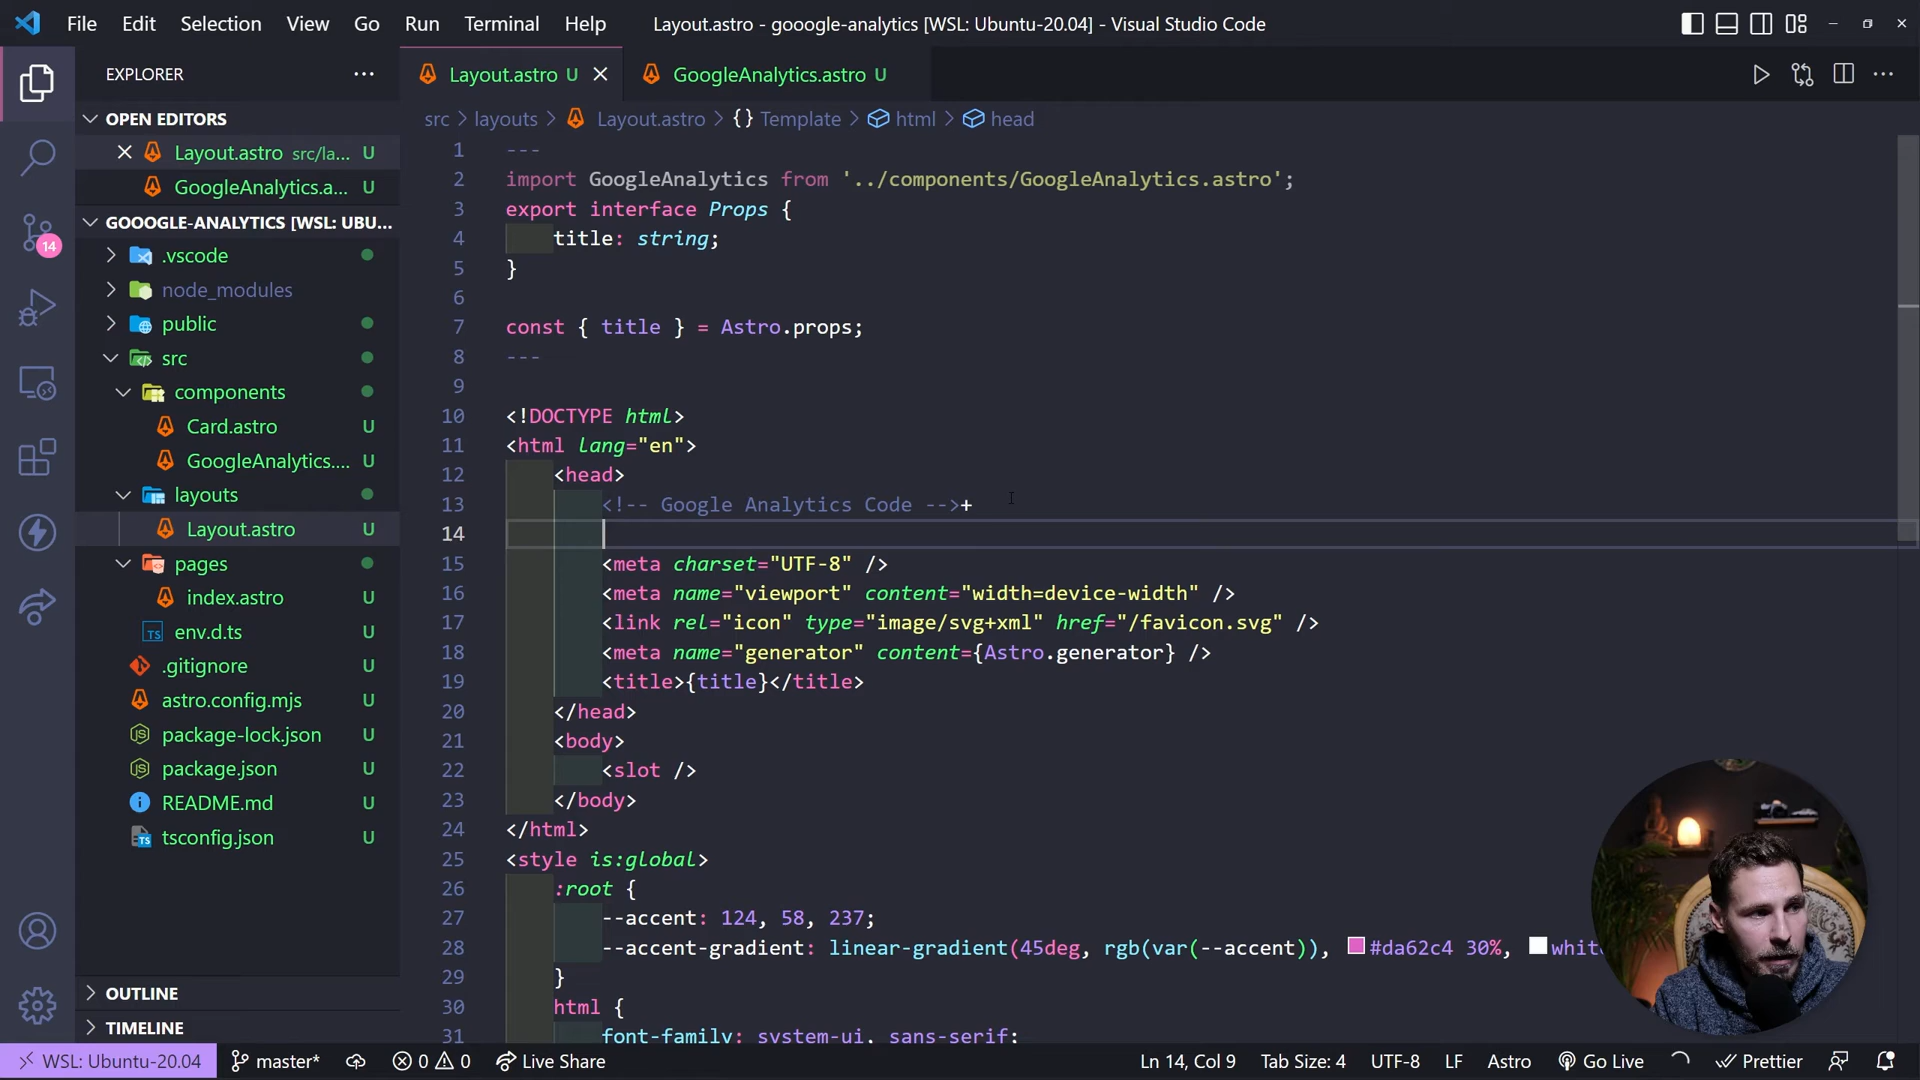 File Edit Selection View Go Run Terminal Help
Layout.astro - gooogle-analytics [WSL: Ubuntu-20.04] - Visual Studio Code
EXPLORER
Layout.astro U
GoogleAnalytics.astro U
OPEN EDITORS
Layout.astro src/la... U
GoogleAnalytics.a... U
GOOOGLE-ANALYTICS [WSL: UBU...
.vscode
node_modules
public
src
components
Card.astro U
GoogleAnalytics.... U
layouts
Layout.astro U
pages
index.astro U
TS env.d.ts U
.gitignore U
astro.config.mjs U
package-lock.json U
package.json U
README.md U
TS tsconfig.json U
OUTLINE
TIMELINE
14
src > layouts > Layout.astro > {} Template > html > head
1 ---
2 import GoogleAnalytics from '../components/GoogleAnalytics.astro';
3 export interface Props {
4 title: string;
5 }
6
7 const { title } = Astro.props;
8 ---
9
10 <!DOCTYPE html>
11 <html lang="en">
12 <head>
13 <!-- Google Analytics Code -->+
14
15 <meta charset="UTF-8" />
16 <meta name="viewport" content="width=device-width" />
17 <link rel="icon" type="image/svg+xml" href="/favicon.svg" />
18 <meta name="generator" content={Astro.generator} />
19 <title>{title}</title>
20 </head>
21 <body>
22 <slot />
23 </body>
24 </html>
25 <style is:global>
26 :root {
27 --accent: 124, 58, 237;
28 --accent-gradient: linear-gradient(45deg, rgb(var(--accent)), #da62c4 30%, white
29 }
30 html {
31 font-family: system-ui, sans-serif;
WSL: Ubuntu-20.04 master* 0 0 Live Share
Ln 14, Col 9 Tab Size: 4 UTF-8 LF Astro Go Live Prettier